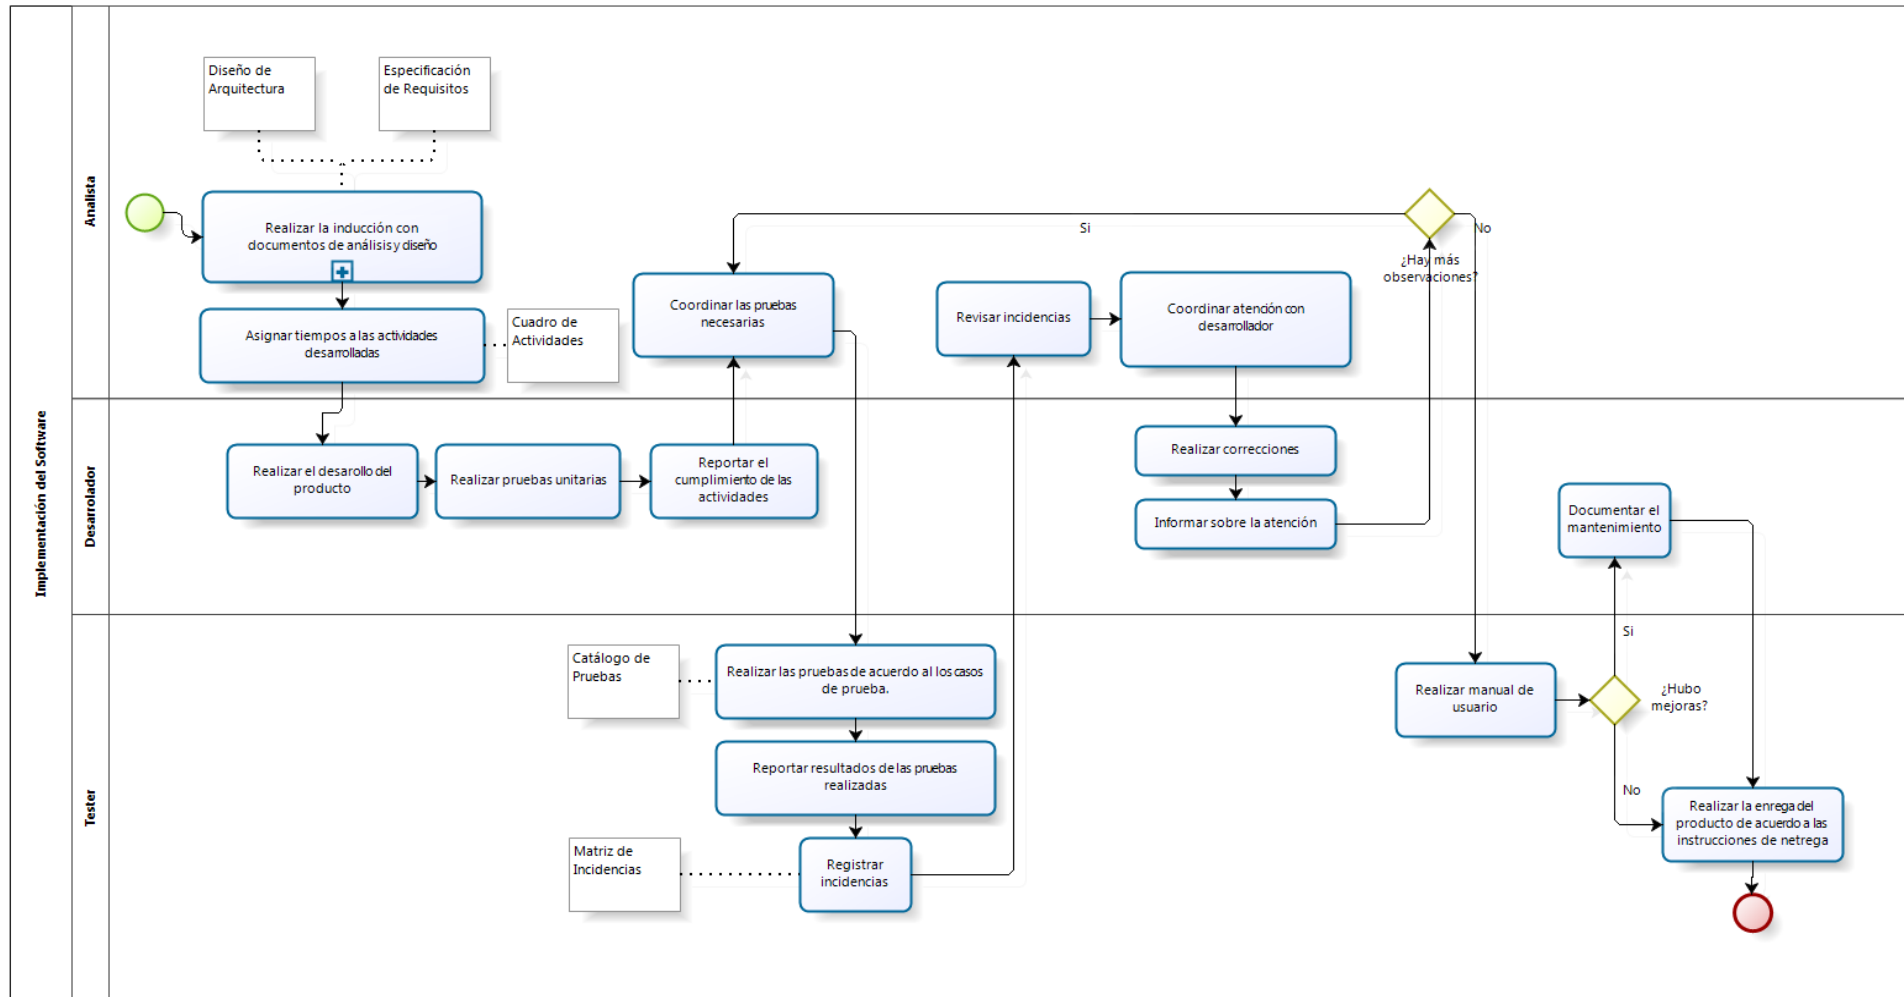 Implementación del Software
Analista
Diseño de
Arquitectura
Especificación
de Requisitos
Realizar la inducción con
documentos de análisis y diseño
Asignar tiempos a las actividades
desarrolladas
Cuadro de
Actividades
Coordinar las pruebas
necesarias
Revisar incidencias
Coordinar atención con
desarrollador
Si
No
¿Hay más
observaciones?
Desarrolador
Realizar el desarollo del
producto
Realizar pruebas unitarias
Reportar el
cumplimiento de las
actividades
Realizar correcciones
Informar sobre la atención
Documentar el
mantenimiento
Tester
Catálogo de
Pruebas
Realizar las pruebas de acuerdo al los casos
de prueba.
Reportar resultados de las pruebas
realizadas
Matriz de
Incidencias
Registrar
incidencias
Realizar manual de
usuario
Si
¿Hubo
mejoras?
No
Realizar la enrega del
producto de acuerdo a las
instrucciones de netrega